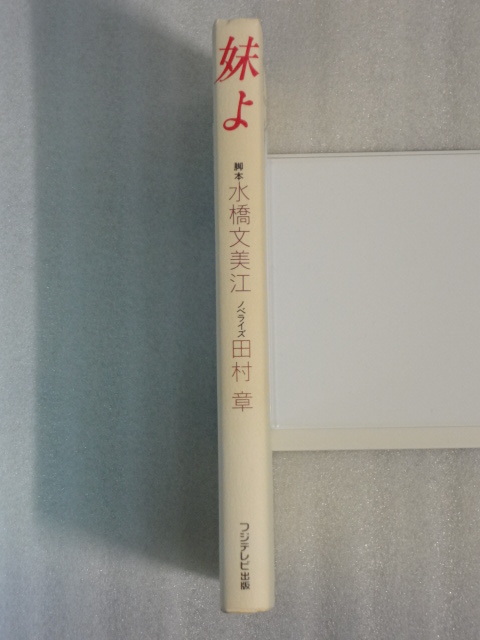 妹よ
脚本 水橋文美江
ノベライズ 田村 章
フジテレビ出版